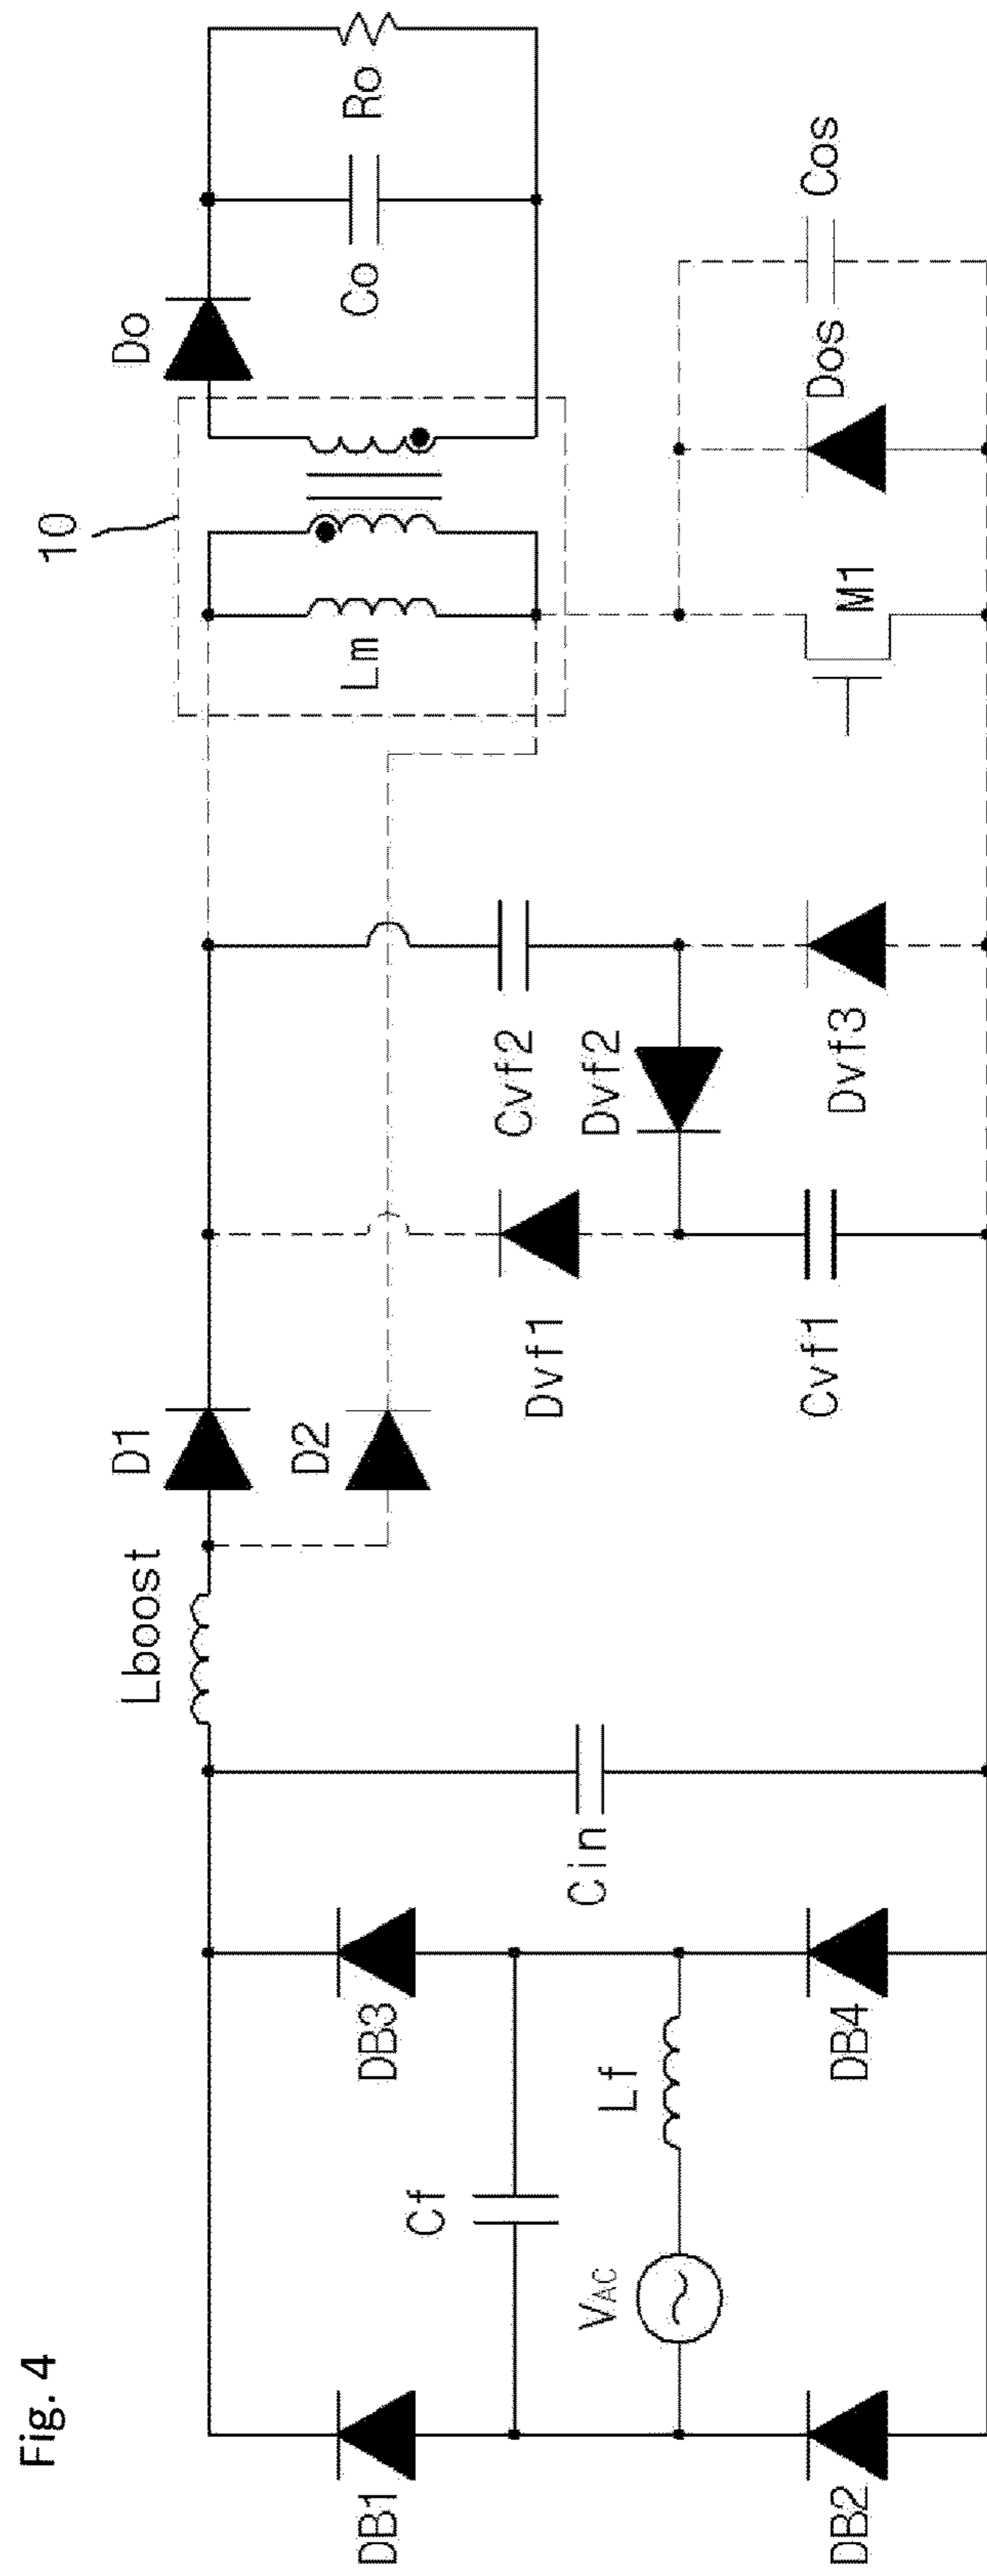 Fig. 4
DB1
DB2
VAC
Cf
Lf
DB3
DB4
Cin
Lboost
D1
D2
Dvf1
Cvf1
Cvf2
Dvf2
Dvf3
10
Lm
M1
Do
Dos
Cos
Co
Ro